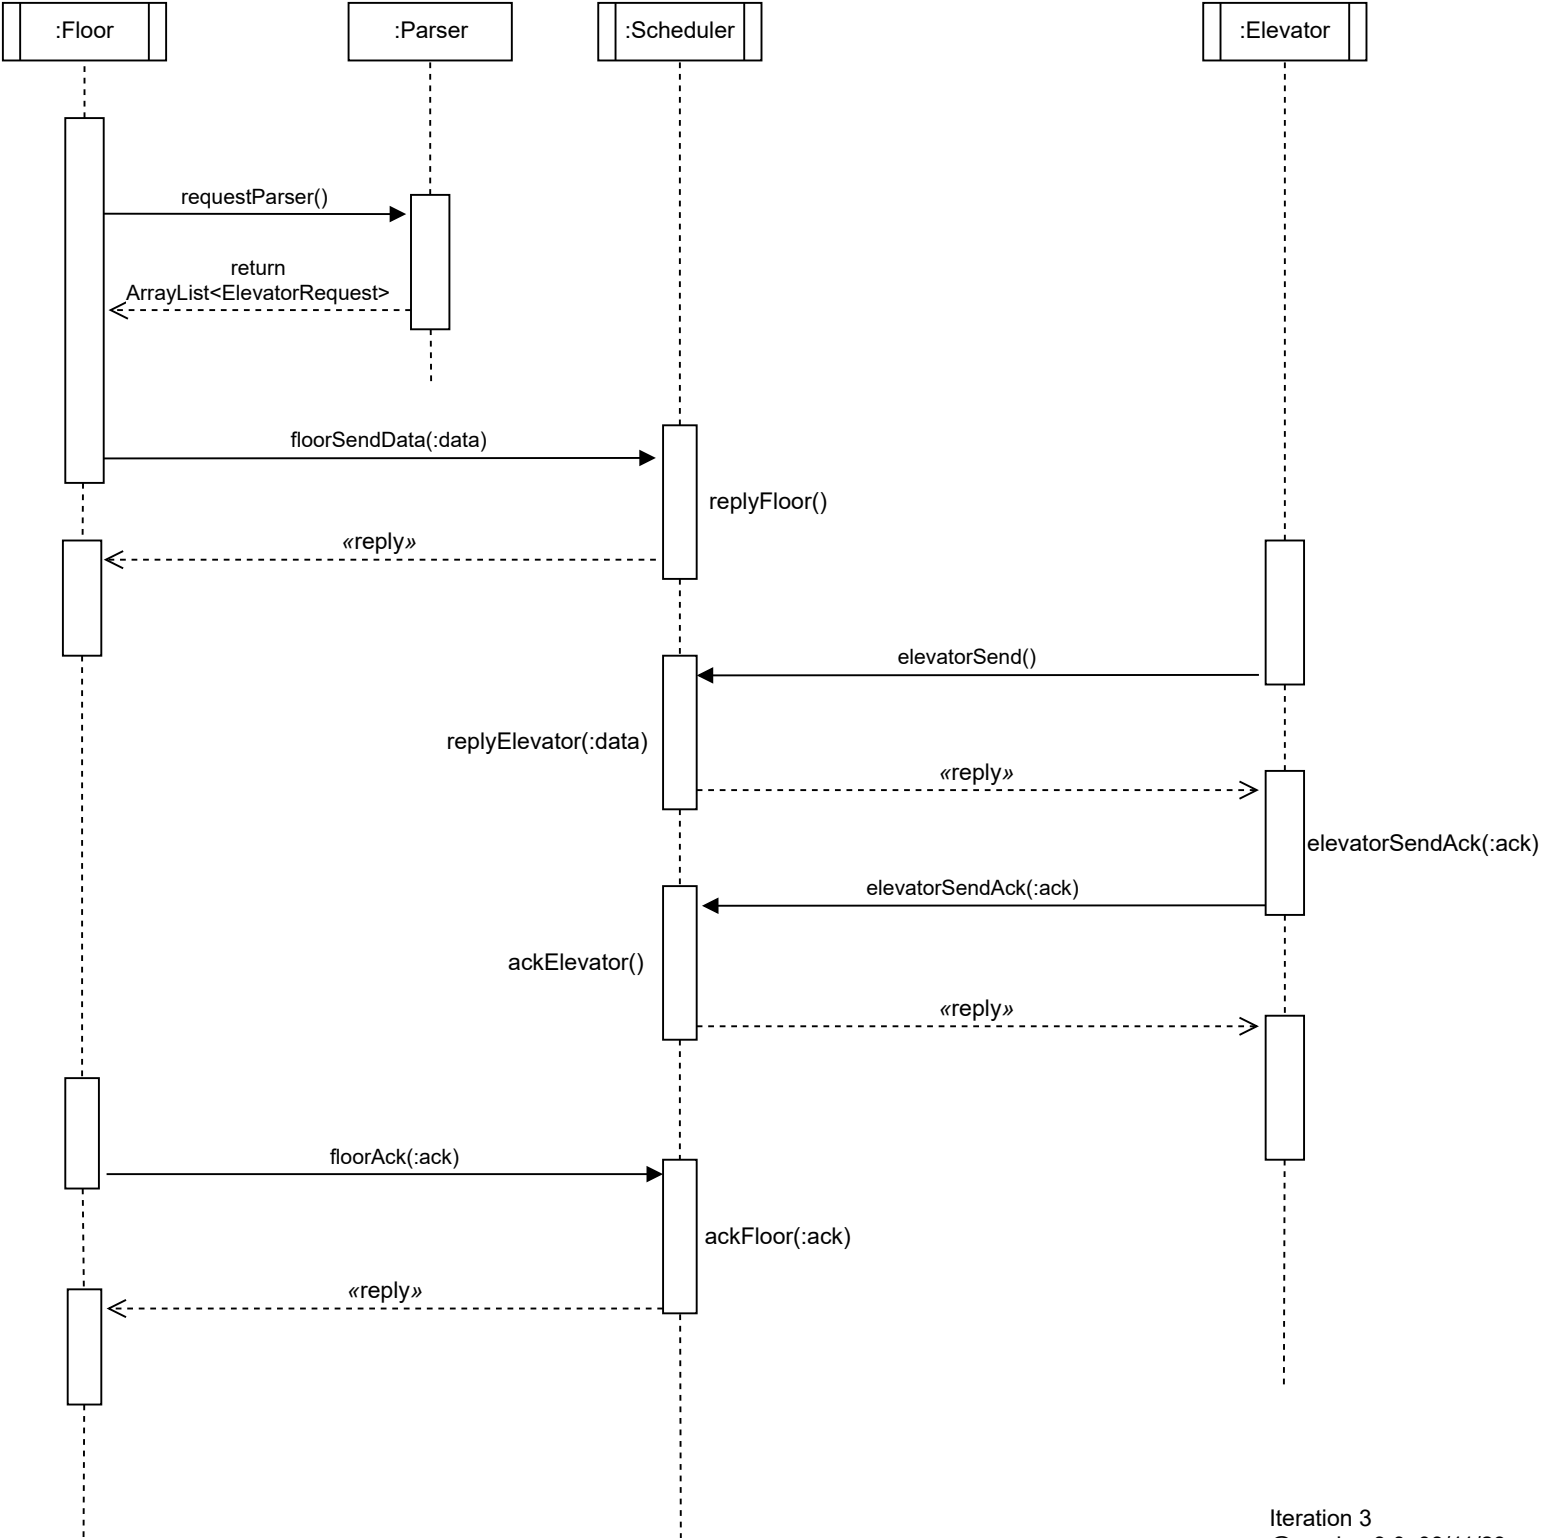 :Floor
:Parser
:Scheduler
:Elevator
requestParser()
return
ArrayList<ElevatorRequest>
floorSendData(:data)
replyFloor()
«reply»
elevatorSend()
replyElevator(:data)
«reply»
elevatorSendAck(:ack)
elevatorSendAck(:ack)
ackElevator()
«reply»
floorAck(:ack)
ackFloor(:ack)
«reply»
Iteration 3